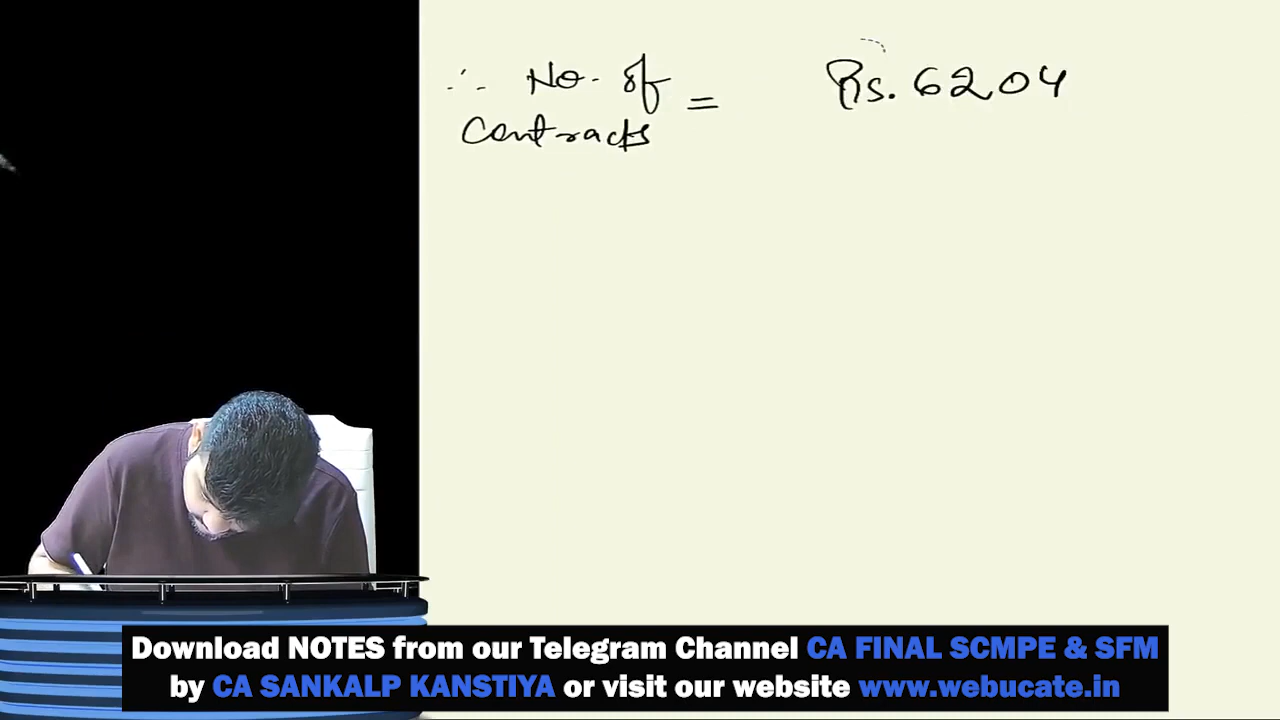 ∴ No. of
contracts = Rs. 6204
Download NOTES from our Telegram Channel CA FINAL SCMPE & SFM
by CA SANKALP KANSTIYA or visit our website www.webucate.in